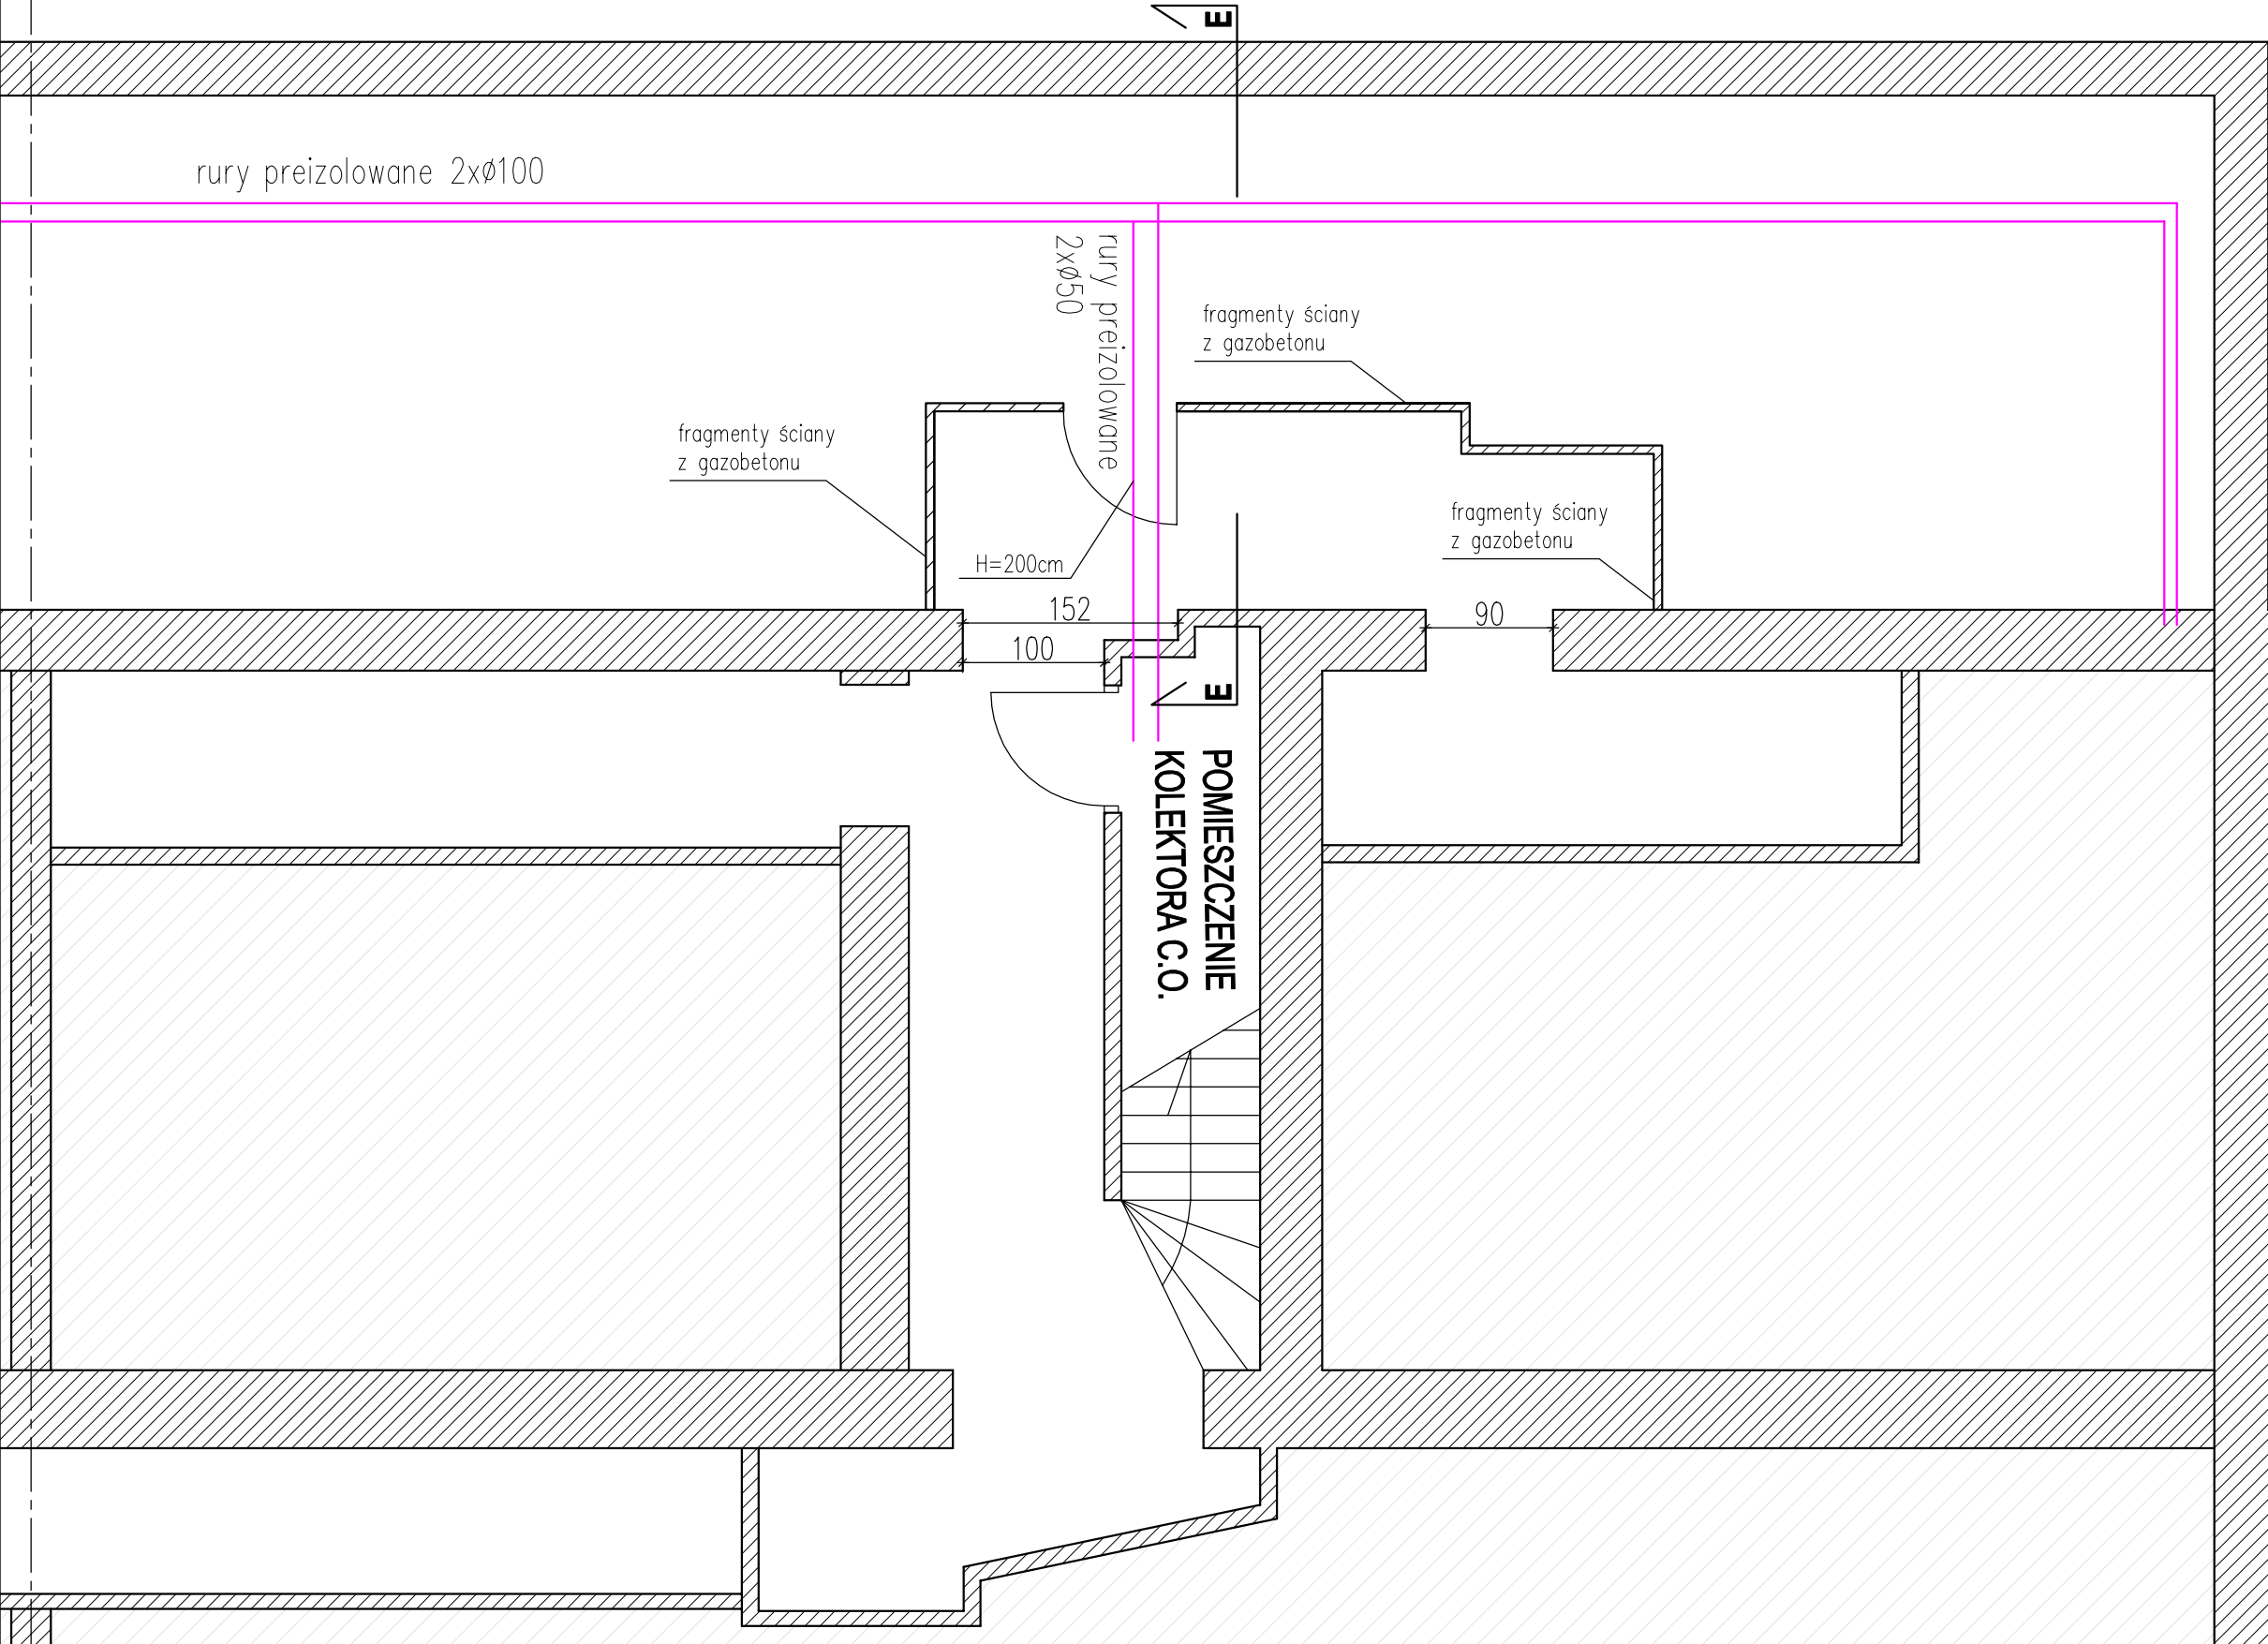 E
rury preizolowane 2xø100
rury preizolowane
2xø50
fragmenty ściany
z gazobetonu
fragmenty ściany
z gazobetonu
fragmenty ściany
z gazobetonu
H=200cm
152
90
100
E
POMIESZCZENIE
KOLEKTORA C.O.